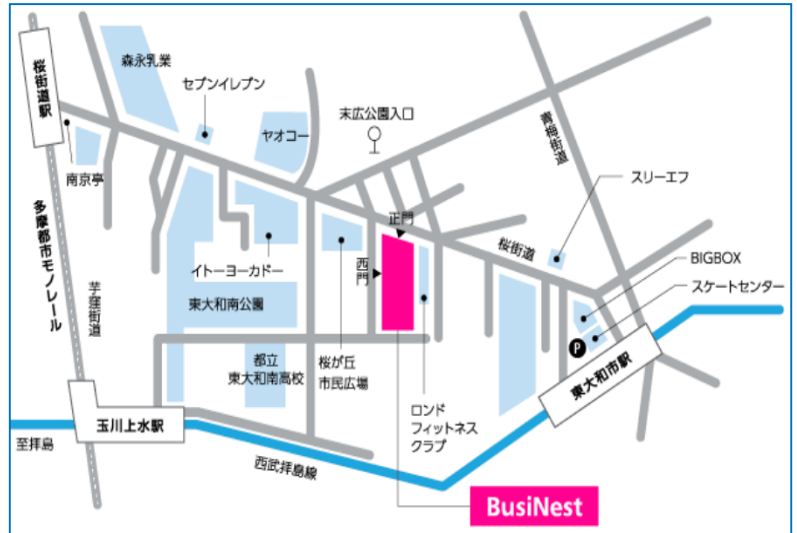 森永乳業
セブンイレブン
桜街道駅
ヤオコー
末広公園入口
青梅街道
南京亭
スリーエフ
正門
桜街道
多摩都市モノレール
芋窪街道
イトーヨーカドー
西門
BIGBOX
スケートセンター
東大和南公園
P
都立
東大和南高校
桜が丘
市民広場
東大和市駅
ロンド
フィットネス
クラブ
玉川上水駅
至拝島
西武拝島線
BusiNest